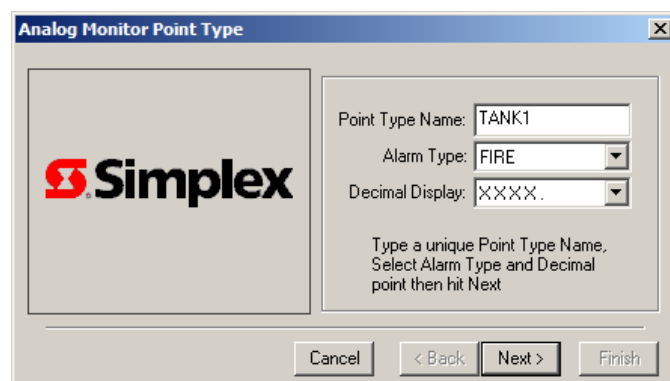 Analog Monitor Point Type
Simplex
Point Type Name: TANK1
Alarm Type: FIRE
Decimal Display: XXXX.
Type a unique Point Type Name,
Select Alarm Type and Decimal
point then hit Next
Cancel < Back Next > Finish